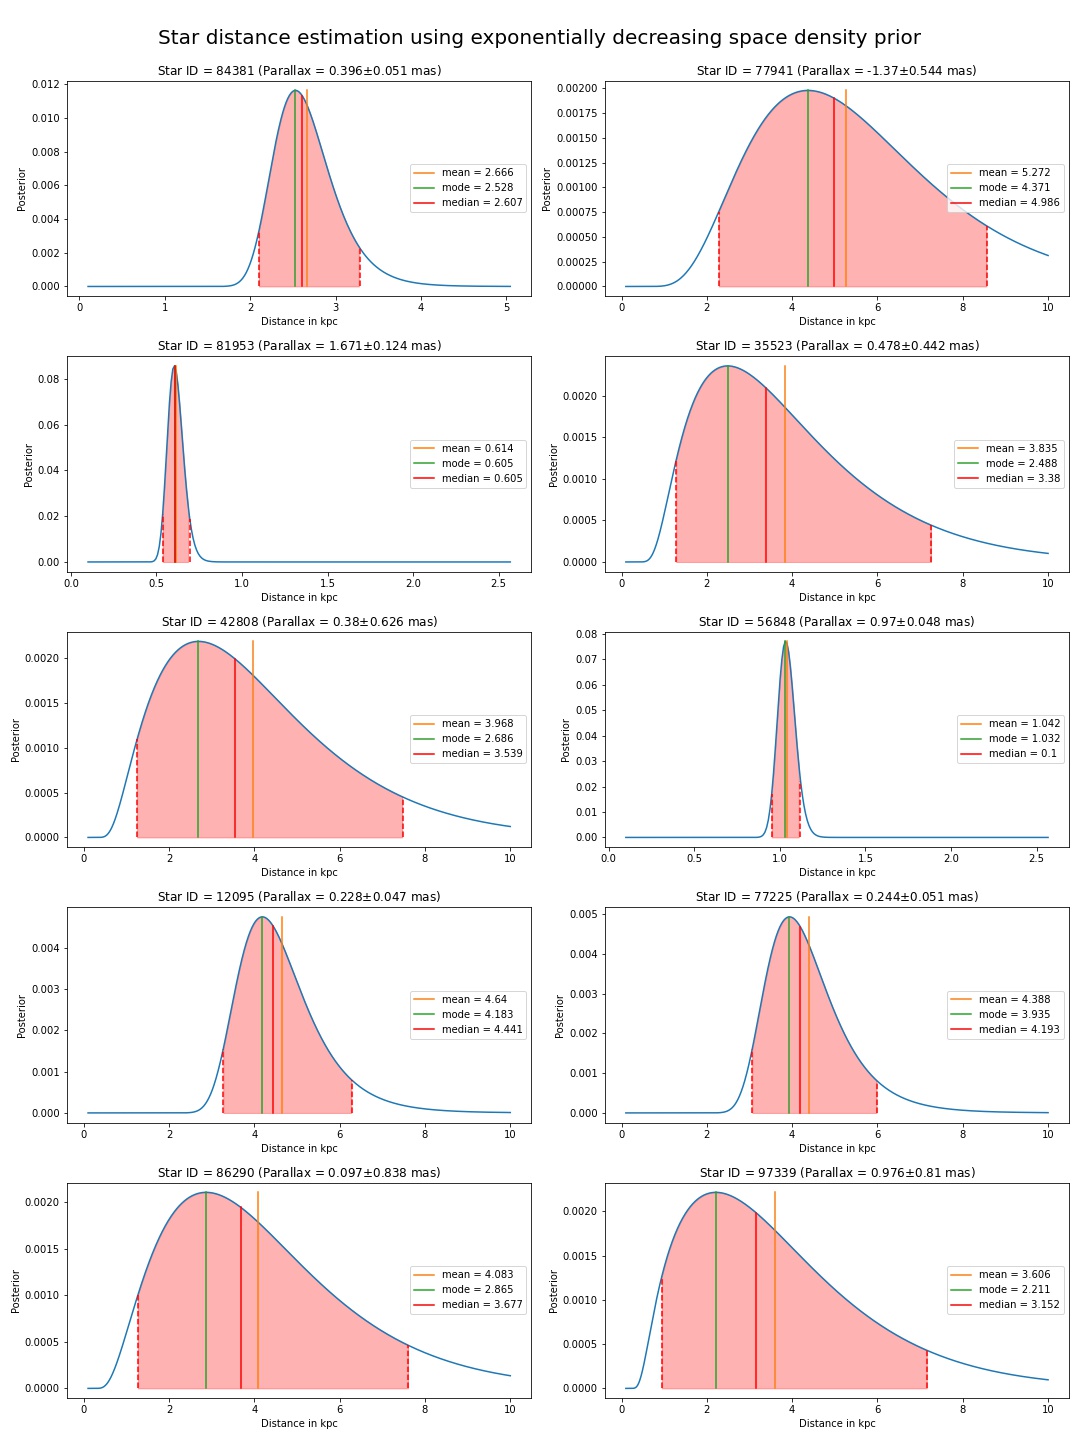 Star distance estimation using exponentially decreasing space density prior
Star ID = 84381 (Parallax = 0.396±0.051 mas)
0.012
0.010
0.008
0.006
0.004
0.002
0.000
Posterior
mean = 2.666
mode = 2.528
median = 2.607
0 1 2 3 4 5
Distance in kpc
Star ID = 77941 (Parallax = -1.37±0.544 mas)
0.00200
0.00175
0.00150
0.00125
0.00100
0.00075
0.00050
0.00025
0.00000
Posterior
mean = 5.272
mode = 4.371
median = 4.986
0 2 4 6 8 10
Distance in kpc
Star ID = 81953 (Parallax = 1.671±0.124 mas)
0.08
0.06
0.04
0.02
0.00
Posterior
mean = 0.614
mode = 0.605
median = 0.605
0.0 0.5 1.0 1.5 2.0 2.5
Distance in kpc
Star ID = 35523 (Parallax = 0.478±0.442 mas)
0.0020
0.0015
0.0010
0.0005
0.0000
Posterior
mean = 3.835
mode = 2.488
median = 3.38
0 2 4 6 8 10
Distance in kpc
Star ID = 42808 (Parallax = 0.38±0.626 mas)
0.0020
0.0015
0.0010
0.0005
0.0000
Posterior
mean = 3.968
mode = 2.686
median = 3.539
0 2 4 6 8 10
Distance in kpc
Star ID = 56848 (Parallax = 0.97±0.048 mas)
0.08
0.07
0.06
0.05
0.04
0.03
0.02
0.01
0.00
Posterior
mean = 1.042
mode = 1.032
median = 0.1
0.0 0.5 1.0 1.5 2.0 2.5
Distance in kpc
Star ID = 12095 (Parallax = 0.228±0.047 mas)
0.004
0.003
0.002
0.001
0.000
Posterior
mean = 4.64
mode = 4.183
median = 4.441
0 2 4 6 8 10
Distance in kpc
Star ID = 77225 (Parallax = 0.244±0.051 mas)
0.005
0.004
0.003
0.002
0.001
0.000
Posterior
mean = 4.388
mode = 3.935
median = 4.193
0 2 4 6 8 10
Distance in kpc
Star ID = 86290 (Parallax = 0.097±0.838 mas)
0.0020
0.0015
0.0010
0.0005
0.0000
Posterior
mean = 4.083
mode = 2.865
median = 3.677
0 2 4 6 8 10
Distance in kpc
Star ID = 97339 (Parallax = 0.976±0.81 mas)
0.0020
0.0015
0.0010
0.0005
0.0000
Posterior
mean = 3.606
mode = 2.211
median = 3.152
0 2 4 6 8 10
Distance in kpc